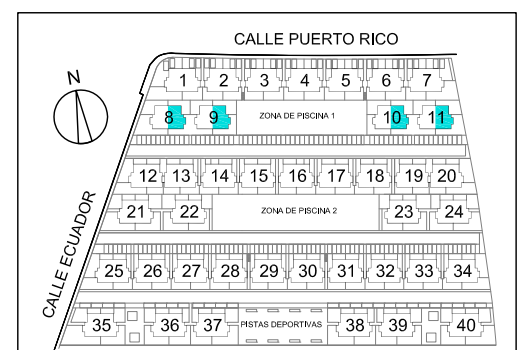 CALLE PUERTO RICO
N
1 2 3 4 5 6 7
8 9 ZONA DE PISCINA 1 10 11
12 13 14 15 16 17 18 19 20
21 22 ZONA DE PISCINA 2 23 24
CALLE ECUADOR
25 26 27 28 29 30 31 32 33 34
35 36 37 PISTAS DEPORTIVAS 38 39 40